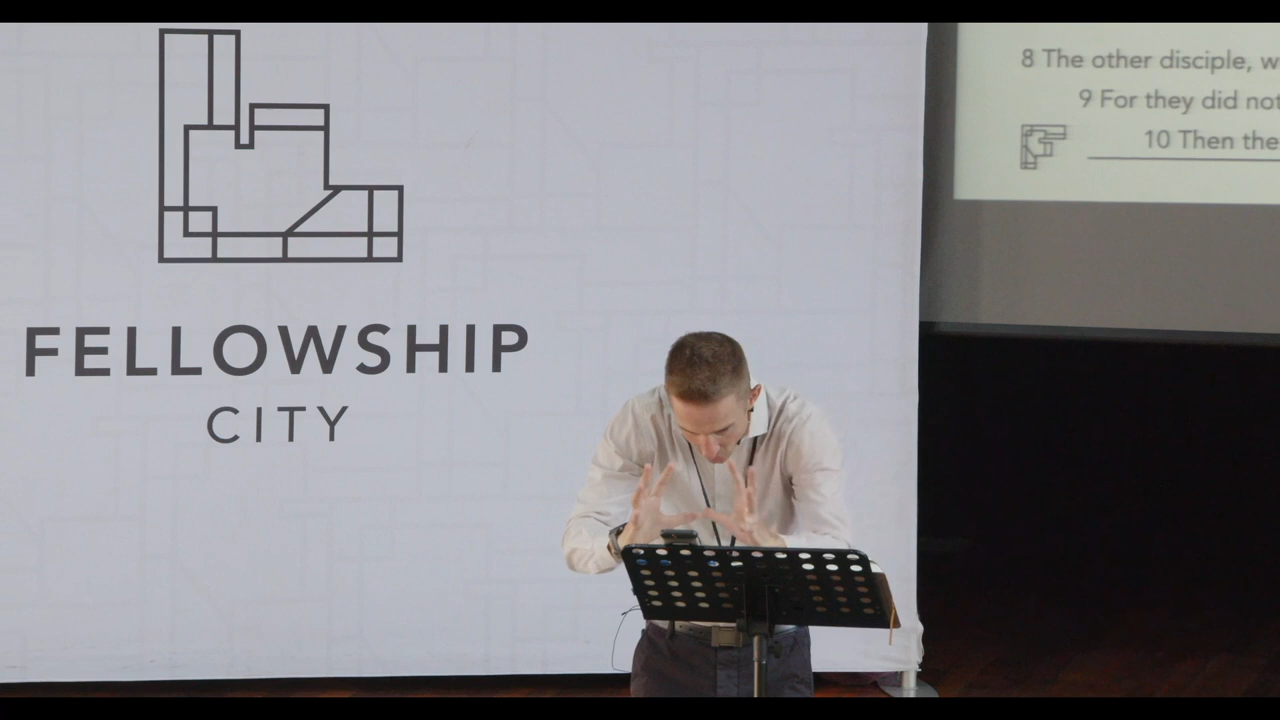 FELLOWSHIP
CITY
8 The other disciple, w
9 For they did not
10 Then the